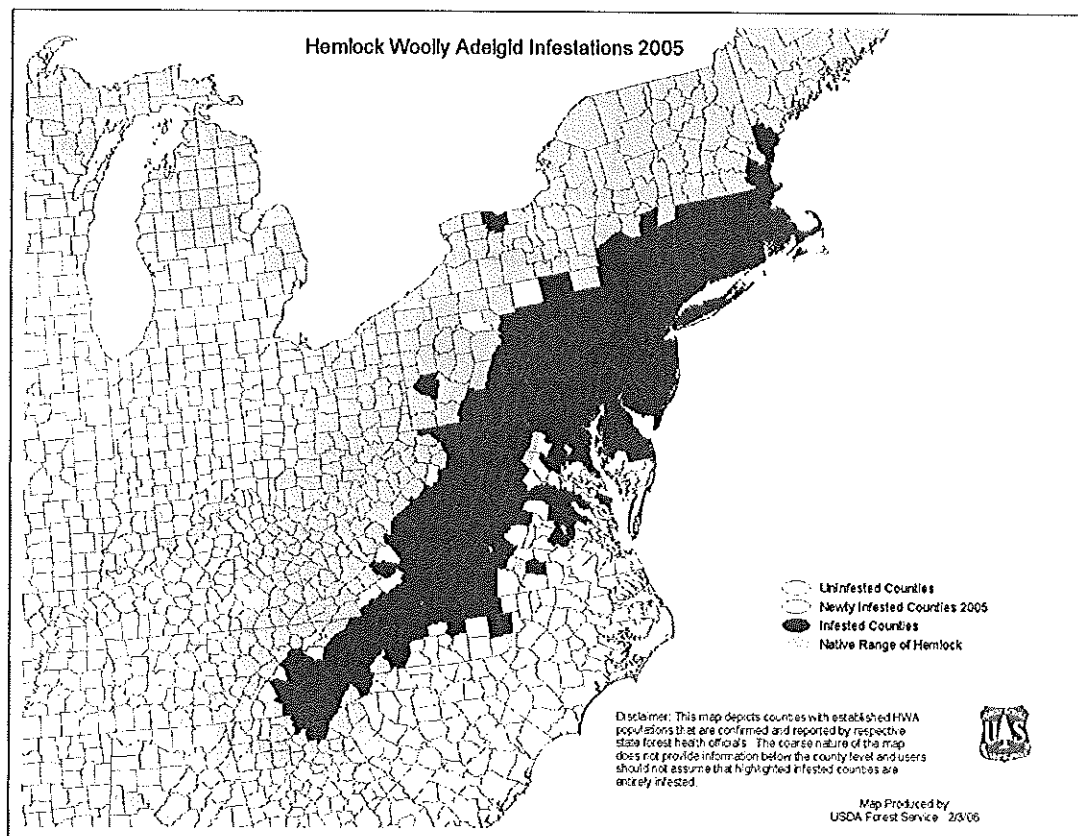 Hemlock Woolly Adelgid Infestations 2005
Uninfested Counties
Newly Infested Counties 2005
Infested Counties
Native Range of Hemlock
Disclaimer: This map depicts counties with established HWA
populations that are confirmed and reported by respective
state forest health officials. The coarse nature of the map
does not provide information below the county level and users
should not assume that highlighted infested counties are
entirely infested.
U S
Map Produced by
USDA Forest Service 2/3/06